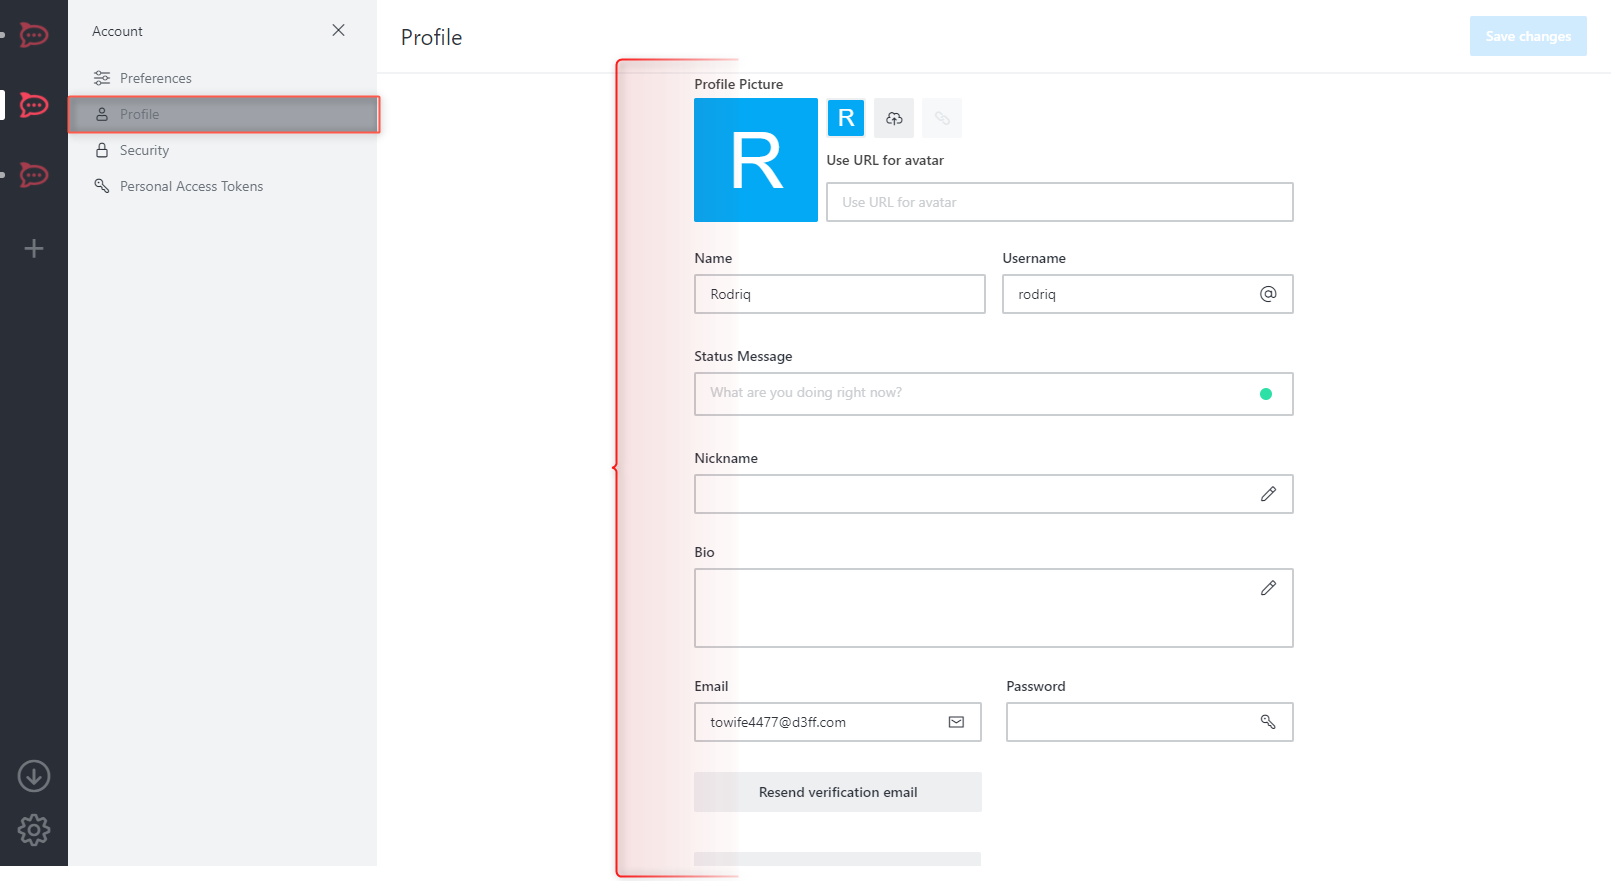 Account
Preferences
Profile
Security
Personal Access Tokens
Profile
Save changes
Profile Picture
R
R
Use URL for avatar
Use URL for avatar
Name
Username
Rodriq
rodriq
Status Message
What are you doing right now?
Nickname
Bio
Email
Password
towife4477@d3ff.com
Resend verification email